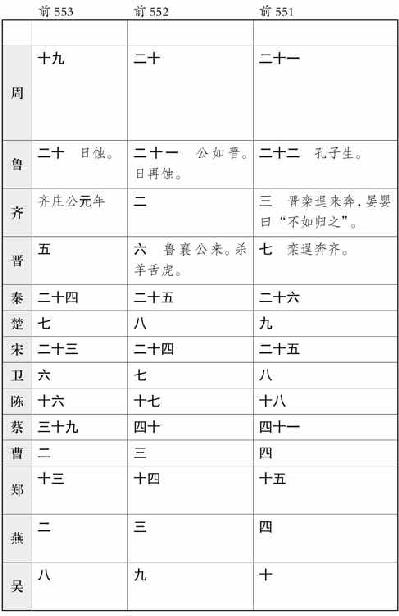 前553 前552 前551
周 十九 二十 二十一
鲁 二十 日蚀。 二十一 公如晋。 二十二 孔子生。
日再蚀。
齐 齐庄公元年 二 三 晋栾逞来奔，晏婴
曰“不如归之”。
晋 五 六 鲁襄公来。杀 七 栾逞奔齐。
羊舌虎。
秦 二十四 二十五 二十六
楚 七 八 九
宋 二十三 二十四 二十五
卫 六 七 八
陈 十六 十七 十八
蔡 三十九 四十 四十一
曹 二 三 四
郑 十三 十四 十五
燕 二 三 四
吴 八 九 十